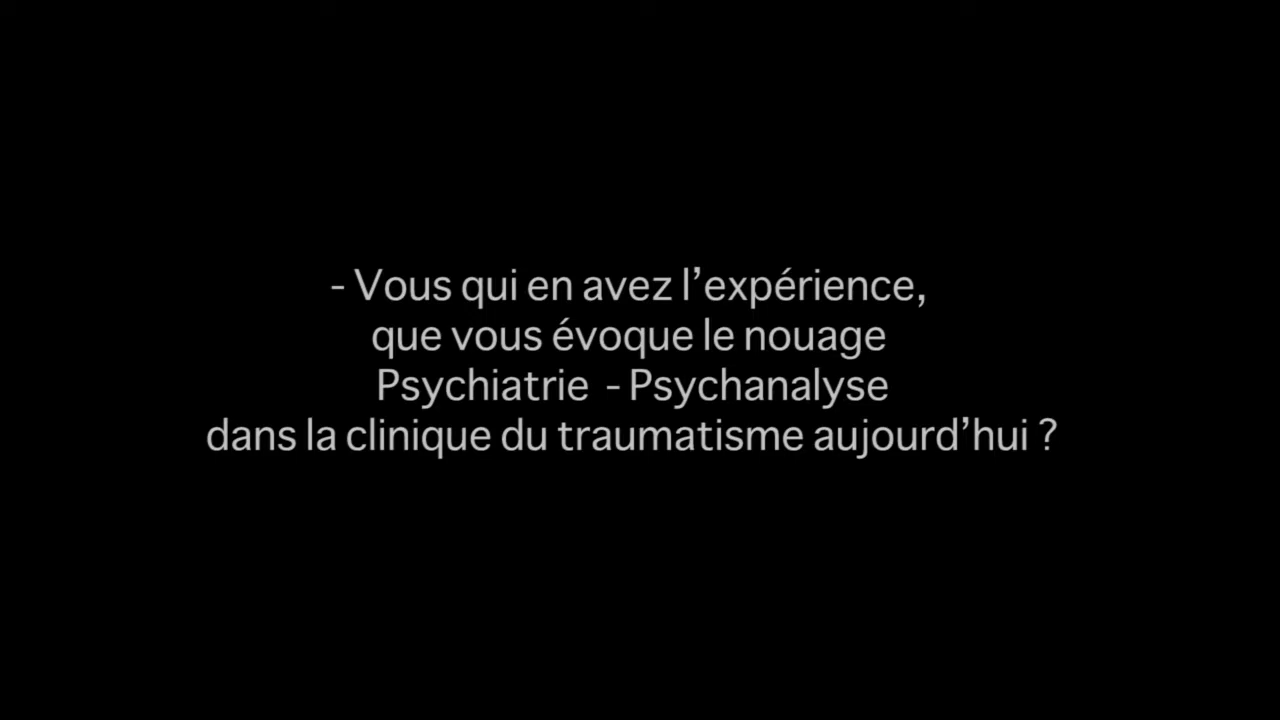 - Vous qui en avez l’expérience,
que vous évoque le nouage
Psychiatrie - Psychanalyse
dans la clinique du traumatisme aujourd’hui ?